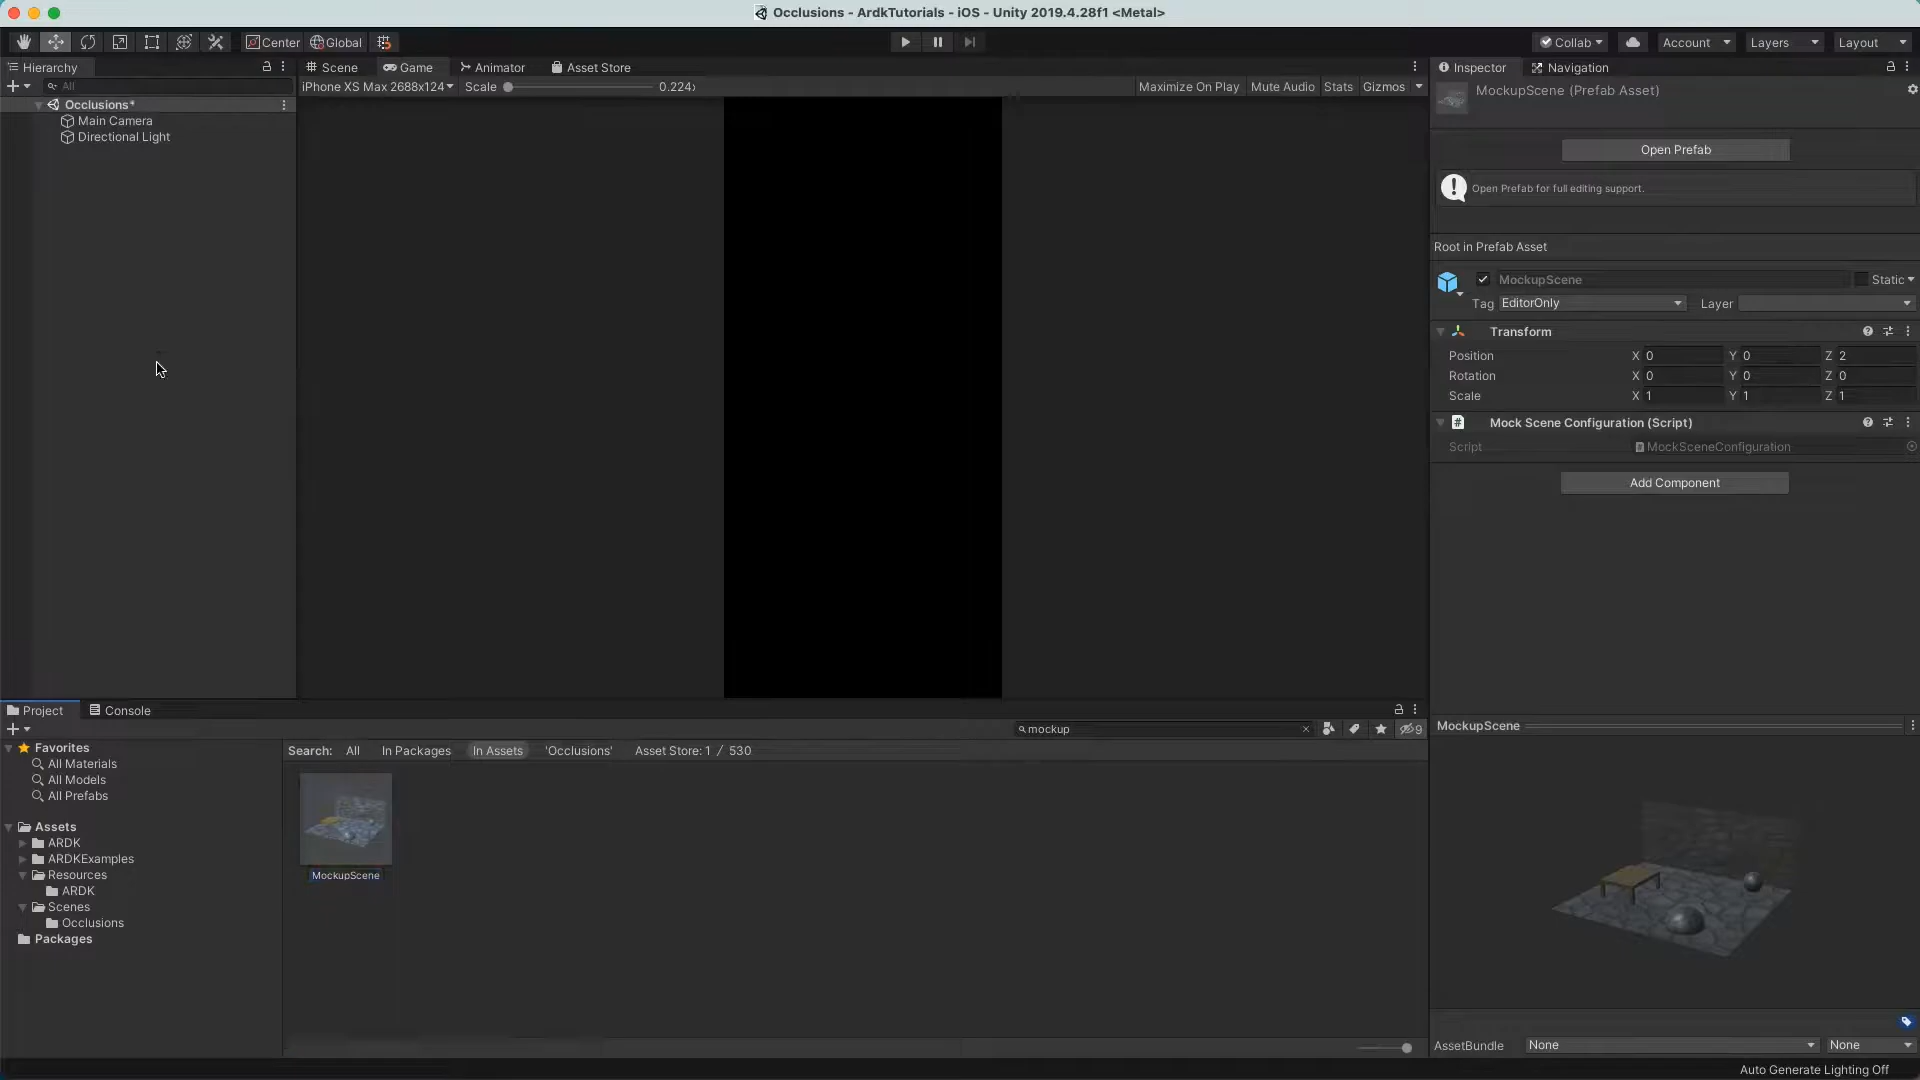 Occlusions - ArdkTutorials - iOS - Unity 2019.4.28f1 <Metal>
Center
Global
Collab
Account
Layers
Layout
Hierarchy
All
Occlusions*
Main Camera
Directional Light
Scene
Game
Animator
Asset Store
iPhone XS Max 2688x124
Scale
0.224x
Maximize On Play
Mute Audio
Stats
Gizmos
Inspector
Navigation
MockupScene (Prefab Asset)
Open Prefab
Open Prefab for full editing support.
Root in Prefab Asset
MockupScene
Static
Tag EditorOnly
Layer
Transform
Position X 0 Y 0 Z 2
Rotation X 0 Y 0 Z 0
Scale X 1 Y 1 Z 1
# Mock Scene Configuration (Script)
Script MockSceneConfiguration
Add Component
Project
Console
mockup
9
Favorites
All Materials
All Models
All Prefabs
Assets
ARDK
ARDKExamples
Resources
ARDK
Scenes
Occlusions
Packages
Search: All In Packages In Assets 'Occlusions' Asset Store: 1 / 530
MockupScene
MockupScene
AssetBundle None None
Auto Generate Lighting Off